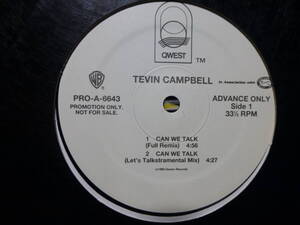 QWEST
TM
TEVIN CAMPBELL
In Association with
WB
PRO-A-6643
PROMOTION ONLY.
NOT FOR SALE.
ADVANCE ONLY
Side 1
33⅓ RPM
1 CAN WE TALK
(Full Remix) 4:56
2 CAN WE TALK
(Let's Talkstramental Mix) 4:27
Qwest Records